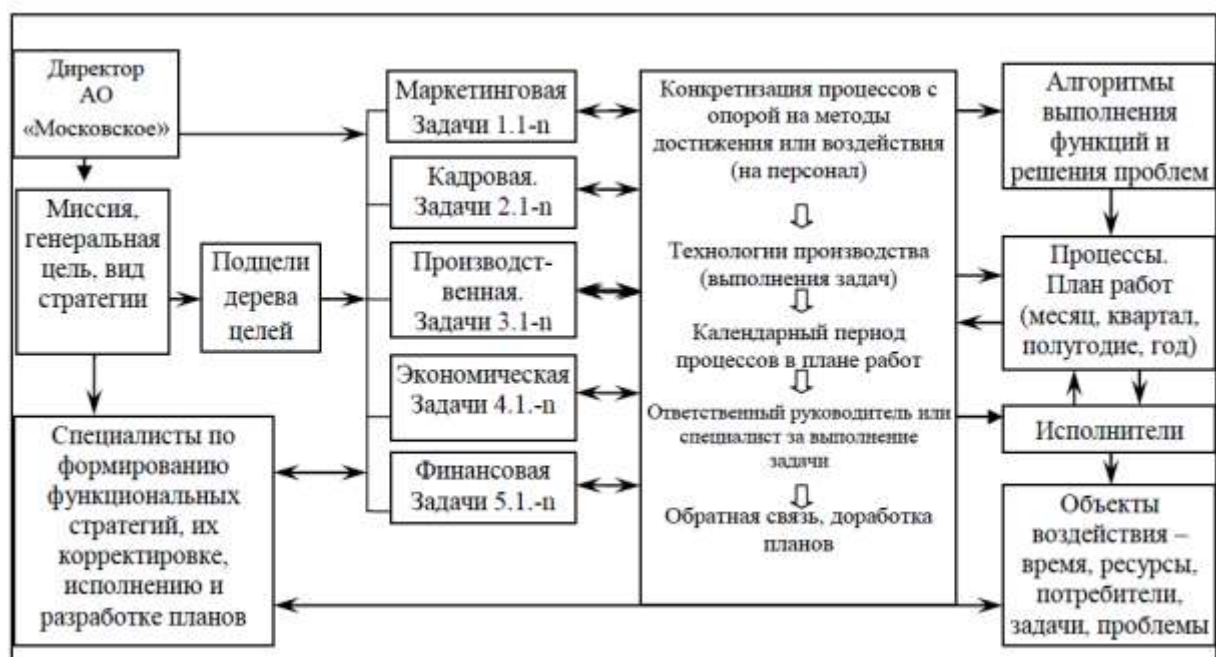 Директор
АО
«Московское»
Миссия,
генеральная
цель, вид
стратегии
Подцели
дерева
целей
Специалисты по
формированию
функциональных
стратегий, их
корректировке,
исполнению и
разработке планов
Маркетинговая
Задачи 1.1-n
Кадровая.
Задачи 2.1-n
Производст-
венная.
Задачи 3.1-n
Экономическая
Задачи 4.1.-n
Финансовая
Задачи 5.1.-n
Конкретизация процессов с
опорой на методы
достижения или воздействия
(на персонал)
Технологии производства
(выполнения задач)
Календарный период
процессов в плане работ
Ответственный руководитель или
специалист за выполнение
задачи
Обратная связь, доработка
планов
Алгоритмы
выполнения
функций и
решения проблем
Процессы.
План работ
(месяц, квартал,
полугодие, год)
Исполнители
Объекты
воздействия –
время, ресурсы,
потребители,
задачи, проблемы